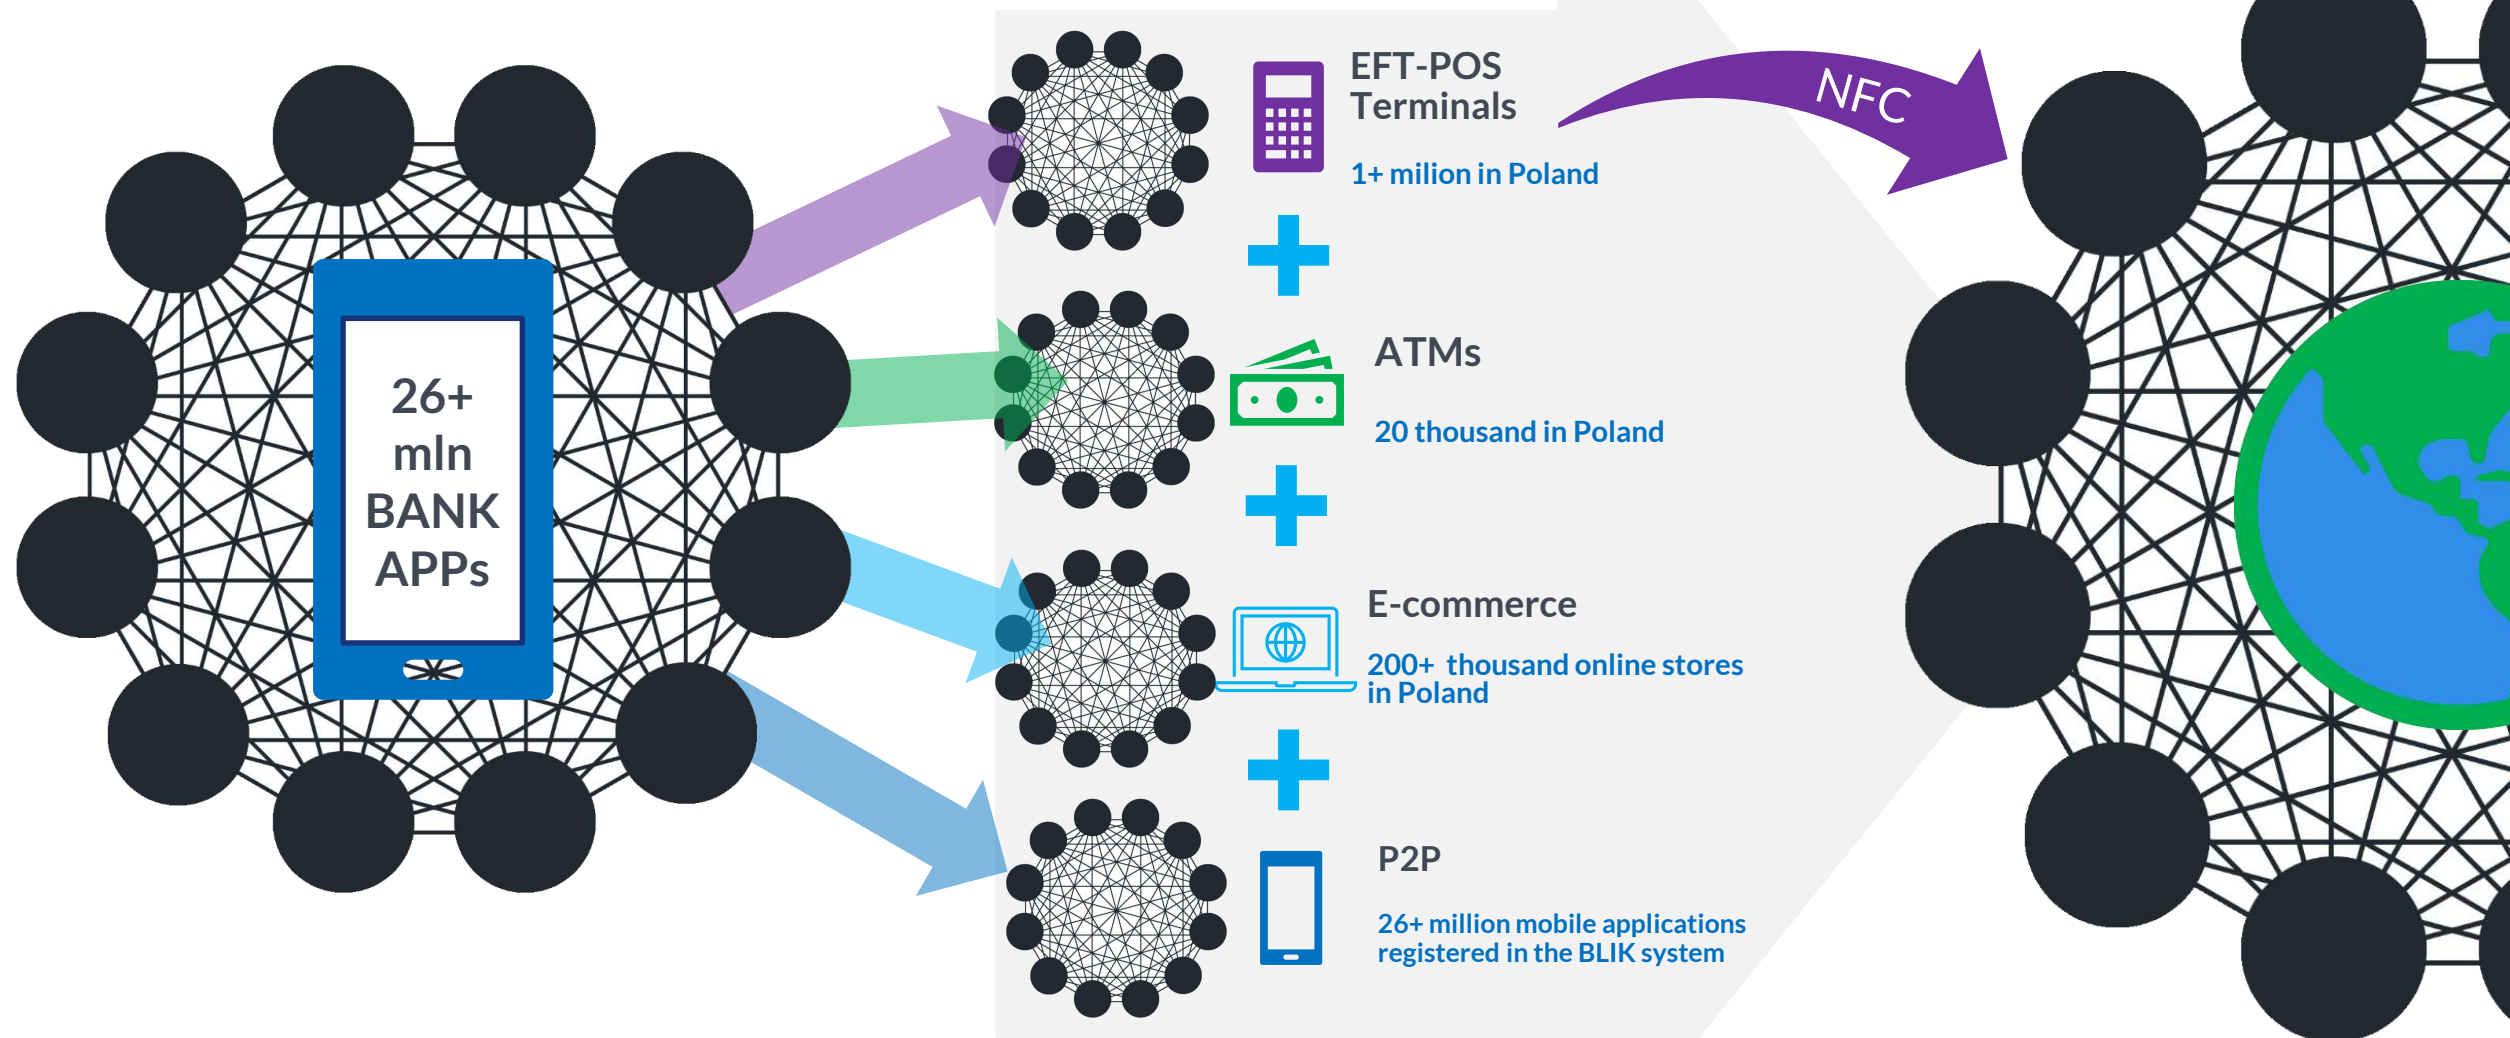 26+
mln
BANK
APPs
EFT-POS
Terminals
1+ milion in Poland
NFC
ATMs
20 thousand in Poland
E-commerce
200+ thousand online stores
in Poland
P2P
26+ million mobile applications
registered in the BLIK system